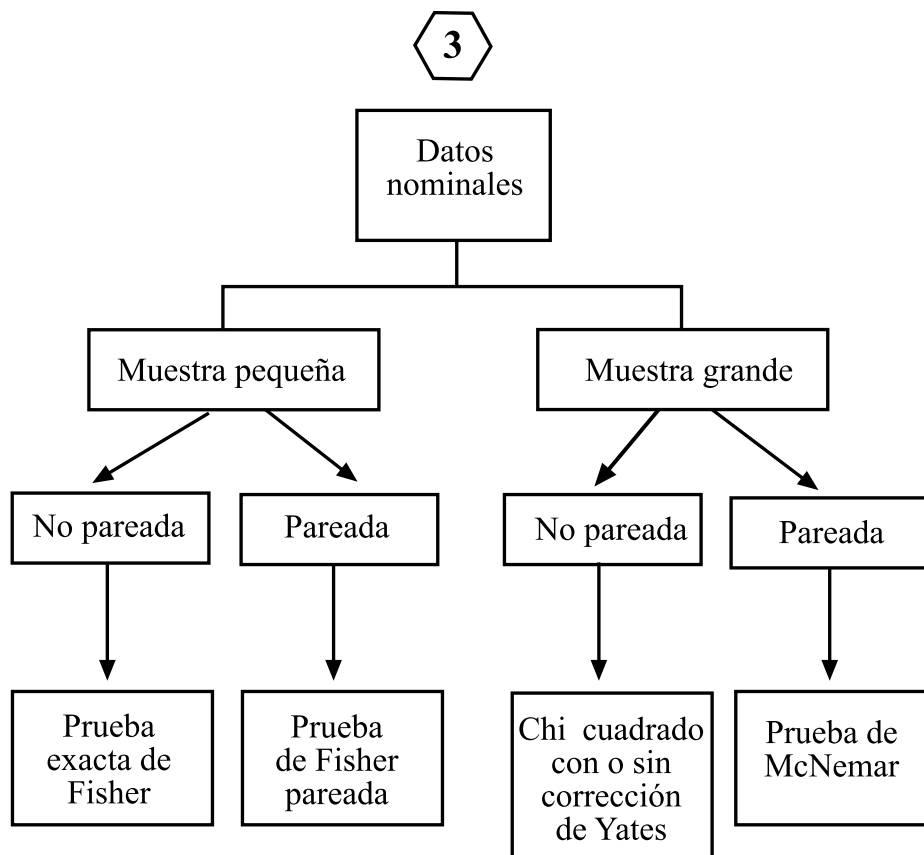 3
Datos
nominales
Muestra pequeña
Muestra grande
No pareada
Pareada
No pareada
Pareada
Prueba
exacta de
Fisher
Prueba
de Fisher
pareada
Chi cuadrado
con o sin
corrección
de Yates
Prueba de
McNemar